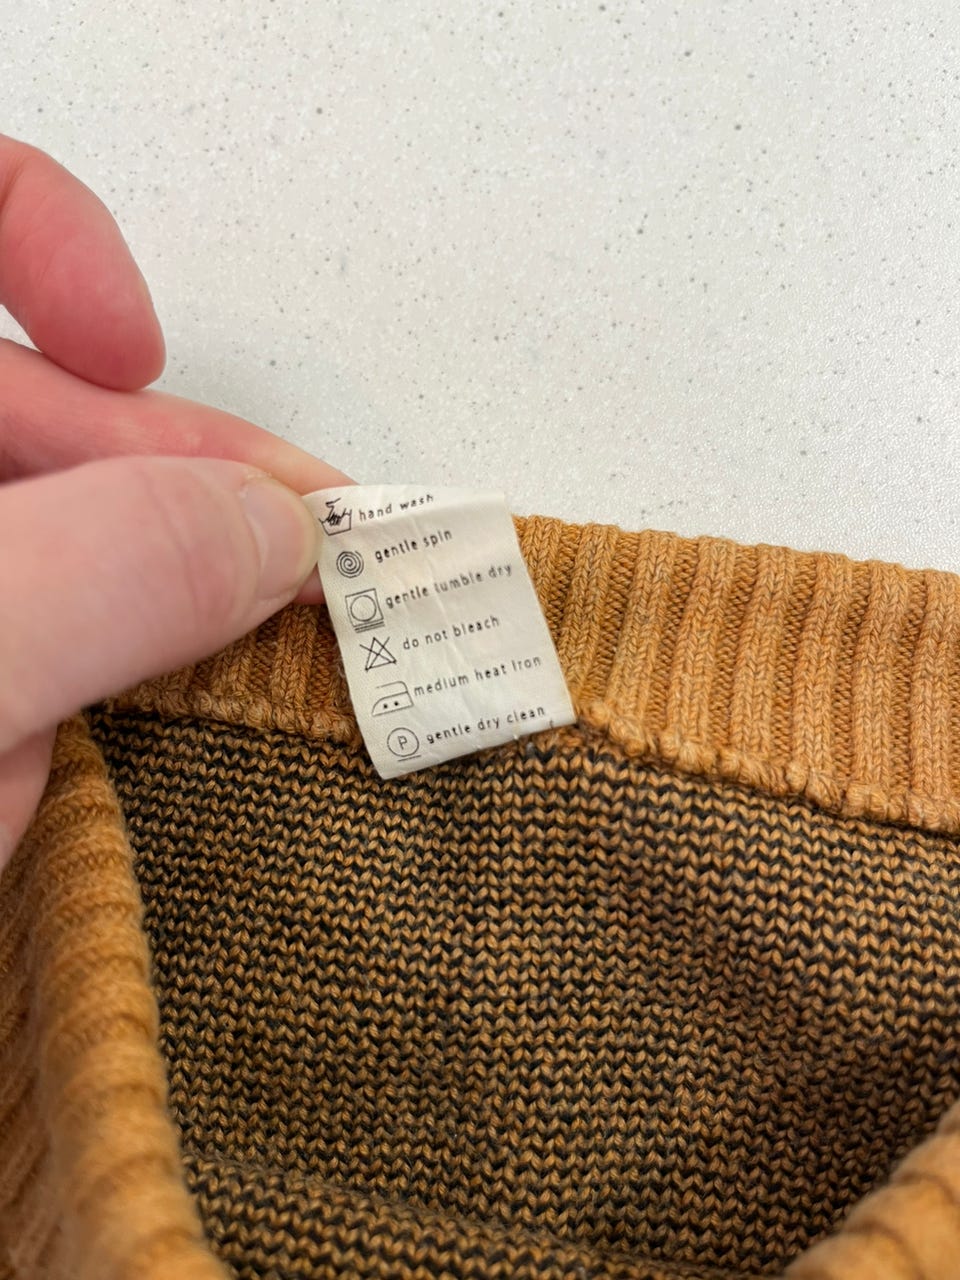 hand wash
gentle spin
gentle tumble dry
do not bleach
medium heat iron
P gentle dry clean